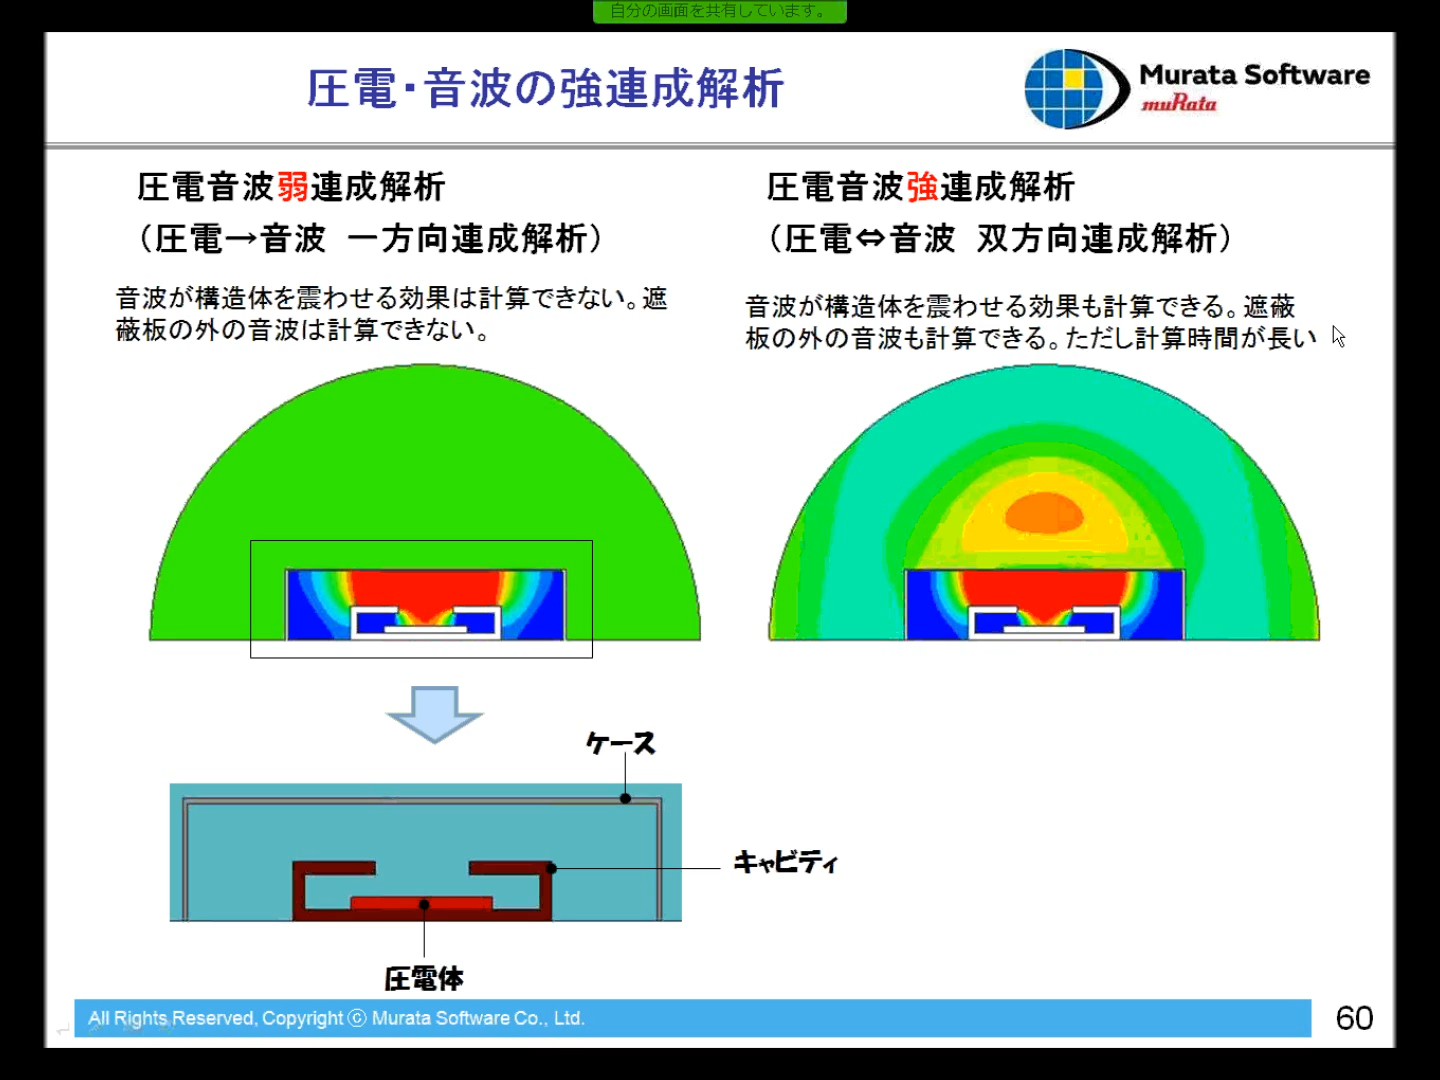 自分の画面を共有しています。
圧電・音波の強連成解析
Murata Software
muRata
圧電音波弱連成解析
（圧電→音波　一方向連成解析）
音波が構造体を震わせる効果は計算できない。遮
蔽板の外の音波は計算できない。
圧電音波強連成解析
（圧電⇔音波　双方向連成解析）
音波が構造体を震わせる効果も計算できる。遮蔽
板の外の音波も計算できる。ただし計算時間が長い
ケース
キャビティ
圧電体
All Rights Reserved, Copyright ⓒ Murata Software Co., Ltd.
60